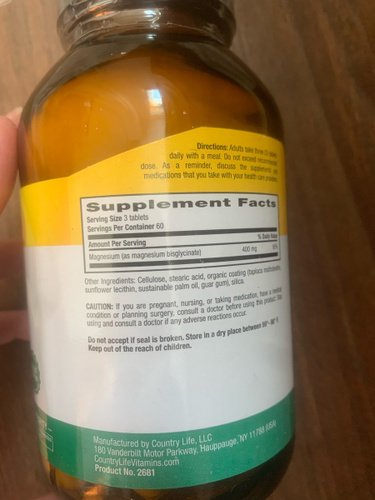 Directions: Adults take three (3) tablets
daily with a meal. Do not exceed recommended
dose. As a reminder, discuss the supplements and
medications that you take with your health care providers.
Supplement Facts
Serving Size 3 tablets
Servings Per Container 60
% Daily Value
Amount Per Serving
Magnesium (as magnesium bisglycinate) 400 mg 95%
Other Ingredients: Cellulose, stearic acid, organic coating (tapioca maltodextrin,
sunflower lecithin, sustainable palm oil, guar gum), silica.
CAUTION: If you are pregnant, nursing, or taking medication, have a medical
condition or planning surgery, consult a doctor before using this product. Stop
using and consult a doctor if any adverse reactions occur.
Do not accept if seal is broken. Store in a dry place between 59°-86° F.
Keep out of the reach of children.
Manufactured by Country Life, LLC
180 Vanderbilt Motor Parkway, Hauppauge, NY 11788 (USA)
CountryLifeVitamins.com
Product No. 2681